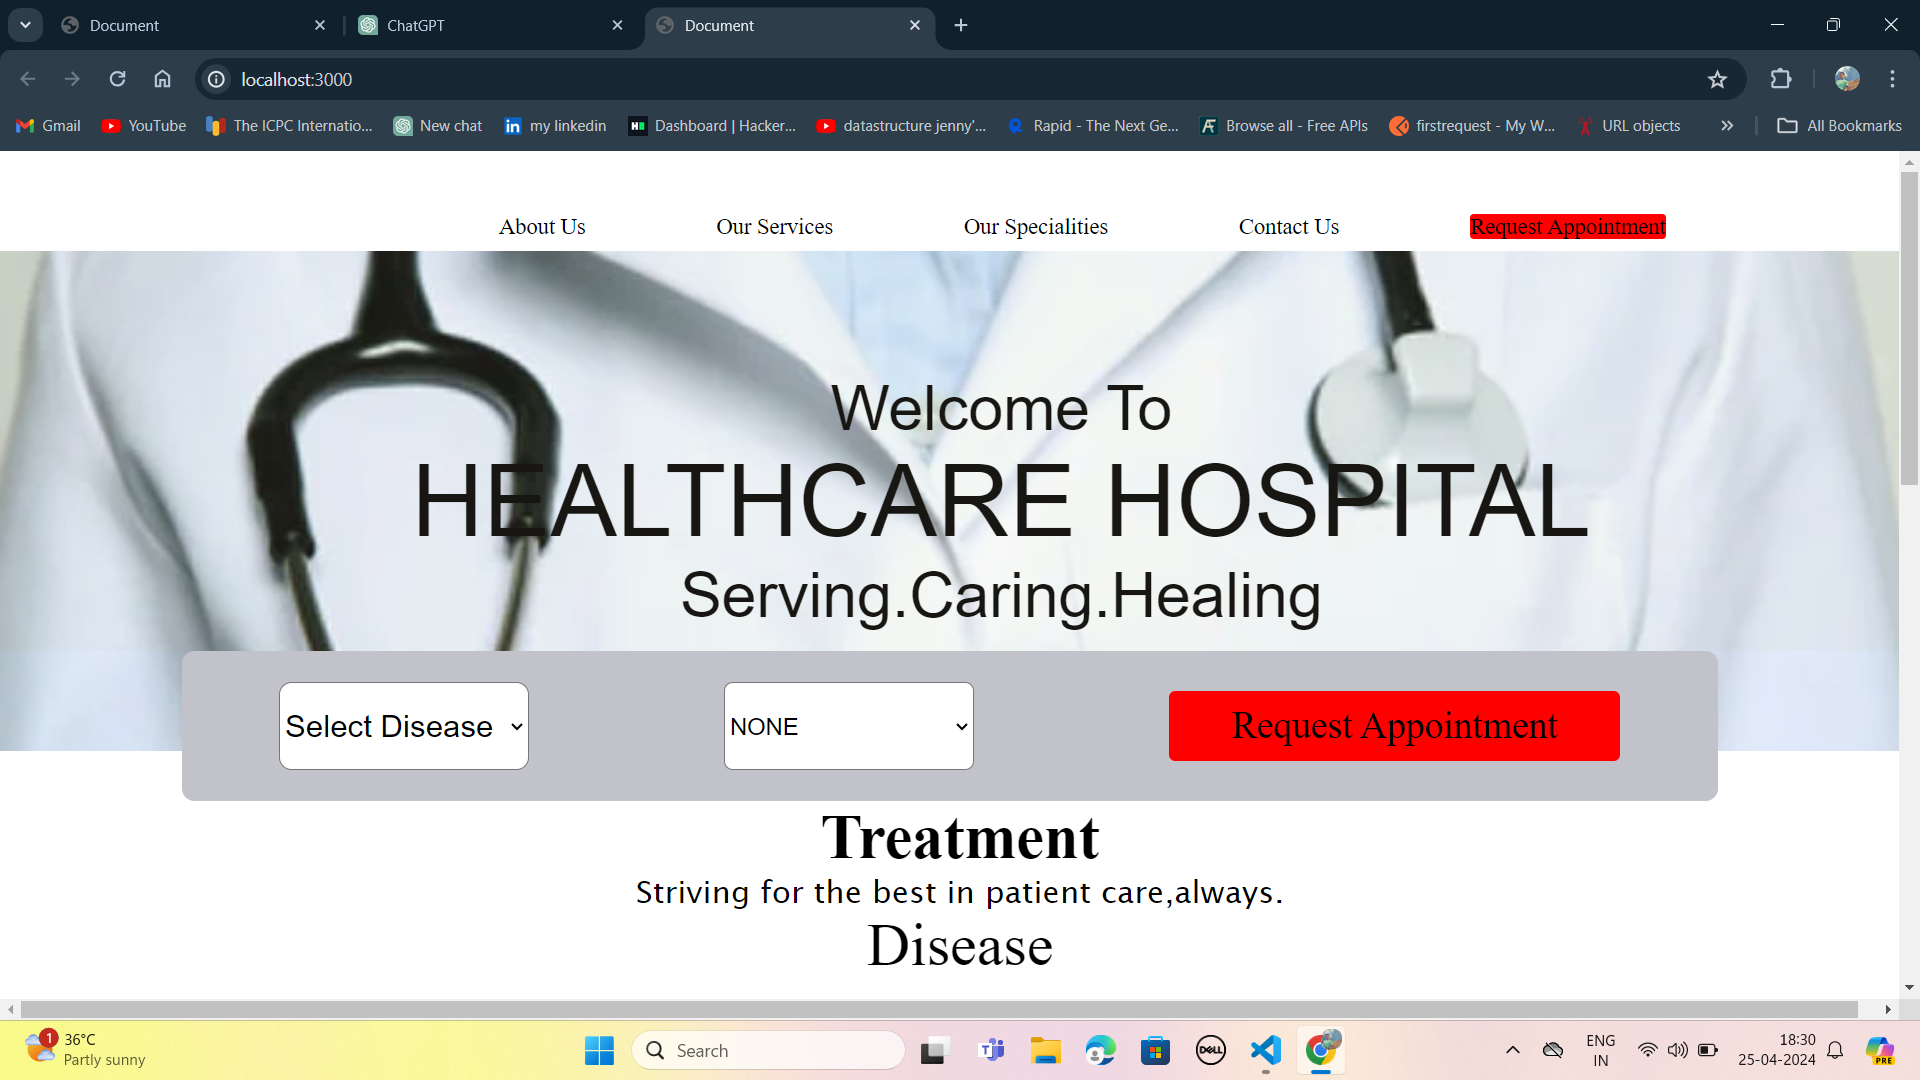 Document
ChatGPT
Document
localhost:3000
Gmail
YouTube
The ICPC Internatio...
New chat
my linkedin
Dashboard | Hacker...
datastructure jenny'...
Rapid - The Next Ge...
Browse all - Free APIs
firstrequest - My W...
URL objects
All Bookmarks
About Us
Our Services
Our Specialities
Contact Us
Request Appointment
Welcome To
HEALTHCARE HOSPITAL
Serving.Caring.Healing
Select Disease
NONE
Request Appointment
Treatment
Striving for the best in patient care,always.
Disease
1
36°C
Partly sunny
Search
DELL
ENG
IN
18:30
25-04-2024
PRE